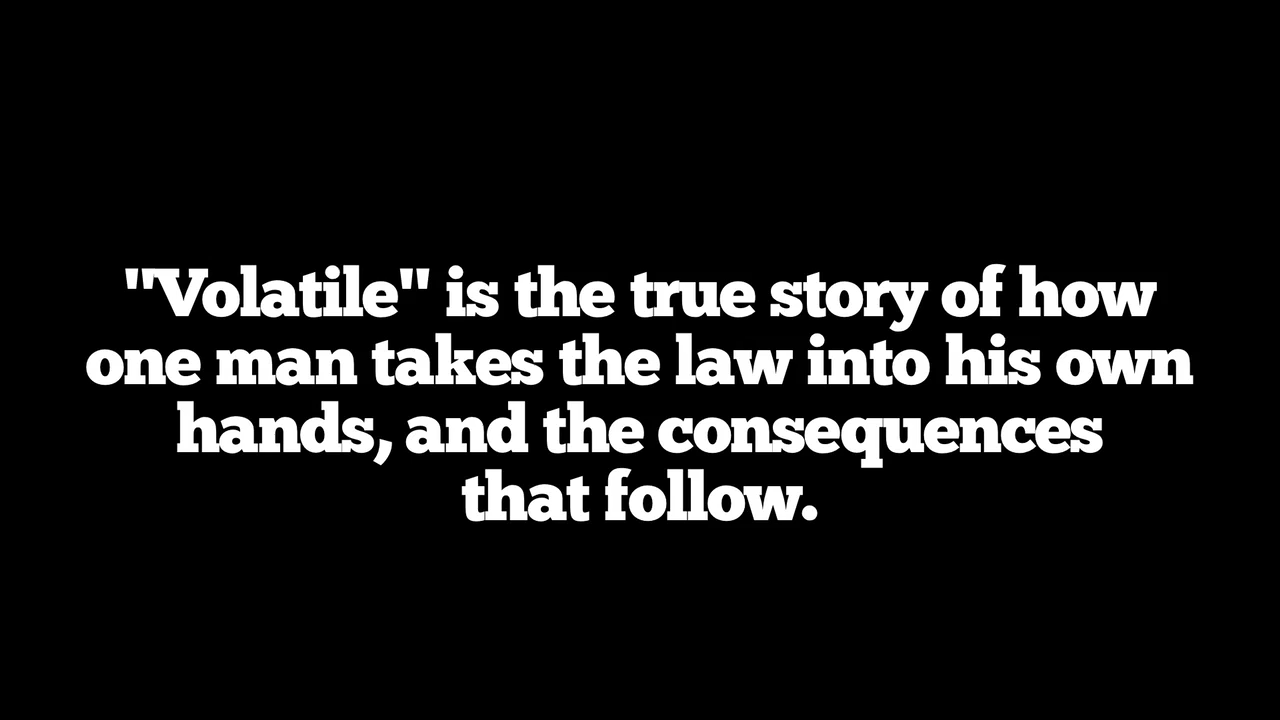 "Volatile" is the true story of how
one man takes the law into his own
hands, and the consequences
that follow.